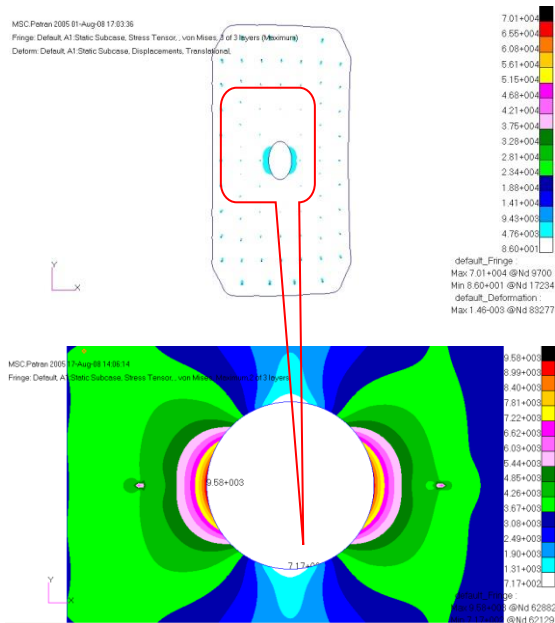 MSC.Patran 2005 01-Aug-08 17:03:36
Fringe: Default, A1:Static Subcase, Stress Tensor, , von Mises, 3 of 3 layers (Maximum)
Deform: Default, A1:Static Subcase, Displacements, Translational,
7.01+004
6.55+004
6.08+004
5.61+004
5.15+004
4.68+004
4.21+004
3.75+004
3.28+004
2.81+004
2.34+004
1.88+004
1.41+004
9.43+003
4.76+003
8.60+001
default_Fringe :
Max 7.01+004 @Nd 9700
Min 8.60+001 @Nd 17234
default_Deformation :
Max 1.46-003 @Nd 83277
Y
Z X
MSC.Patran 2005 17-Aug-08 14:06:14
Fringe: Default, A1:Static Subcase, Stress Tensor, , von Mises, 2 of 3 layers
9.58+003
8.99+003
8.40+003
7.81+003
7.22+003
6.62+003
6.03+003
5.44+003
4.85+003
4.26+003
3.67+003
3.08+003
2.49+003
1.90+003
1.31+003
7.17+002
9.58+003
7.17+00
Y
Z X
@Nd 62882
@Nd 62129